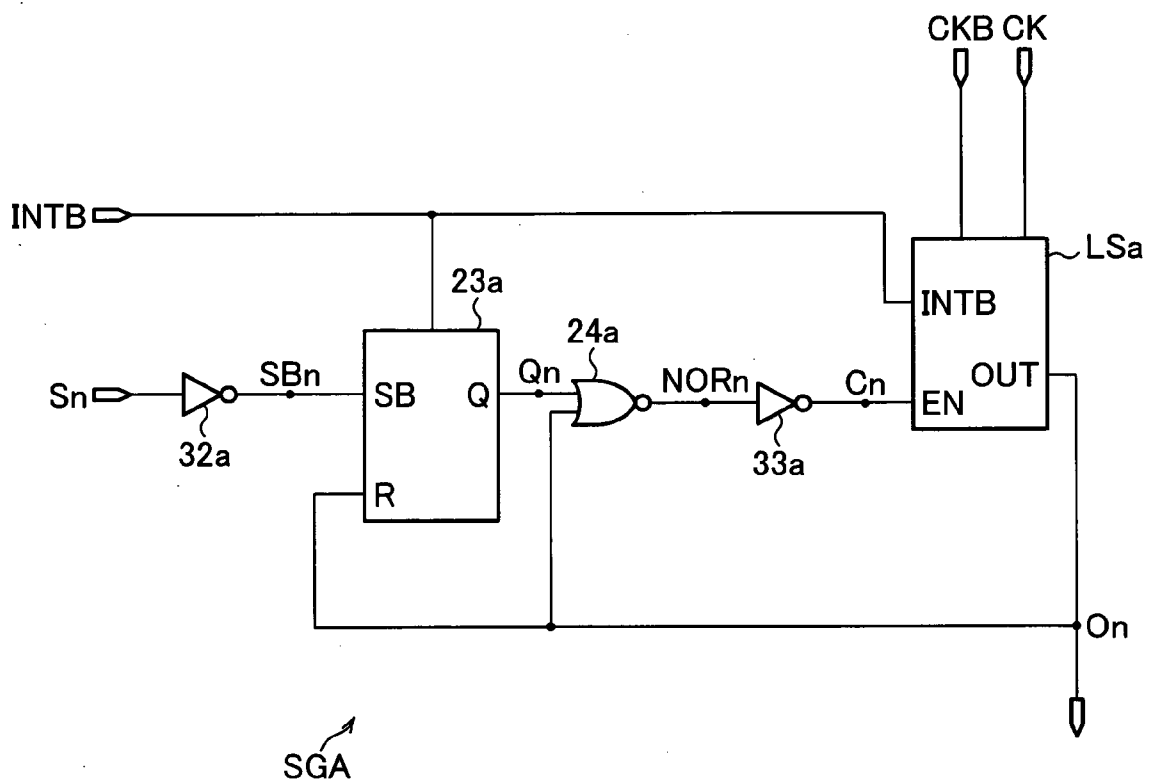 CKB CK
INTB
LSa
23a
INTB
24a
Sn
SBn
SB
Q
Qn
NORn
Cn
EN
OUT
32a
33a
R
On
SGA